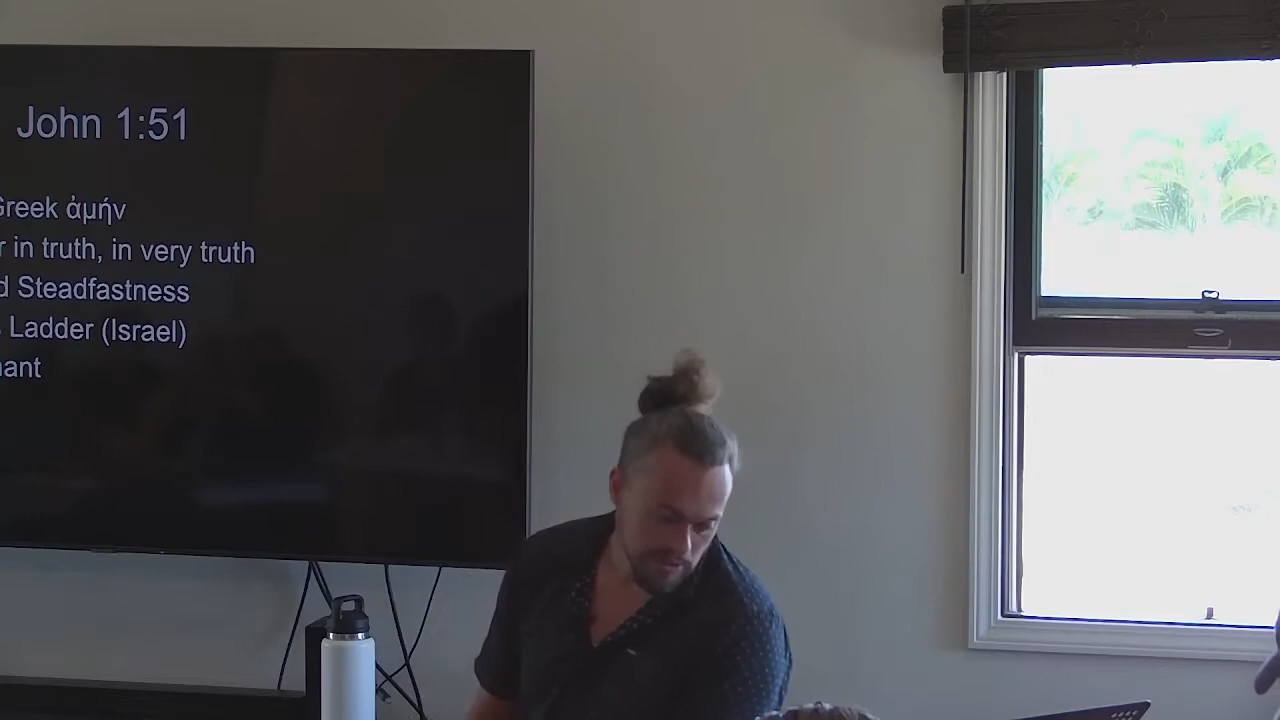 John 1:51
Greek ἀμήν
in truth, in very truth
Steadfastness
Ladder (Israel)